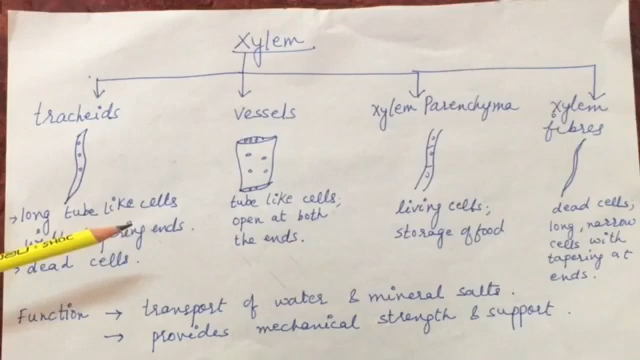 Xylem
tracheids
vessels
xylem Parenchyma
xylem
fibres
→ long tube like cells
ends.
→ dead cells.
tube like cells,
open at both
the ends.
living cells;
storage of food
dead cells,
long, narrow
cells with
tapering at
ends.
Function → transport of water & mineral salts.
→ provides mechanical strength & support.